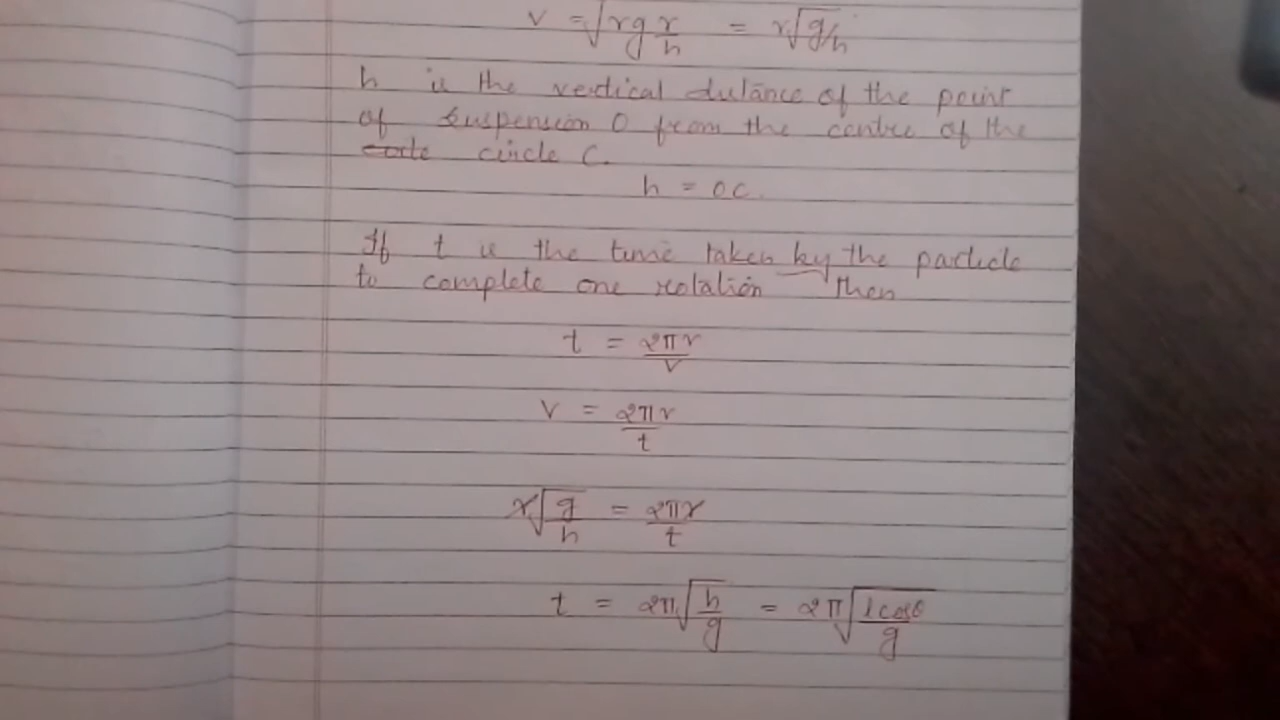 v = √rg r/h = r√g/h
h is the vertical distance of the point
of suspension O from the centre of the
circle C.
h = OC.
If t is the time taken by the particle
to complete one rotation then
t = 2πr/v
v = 2πr/t
r√g/h = 2πr/t
t = 2π√h/g = 2π√lcosθ/g